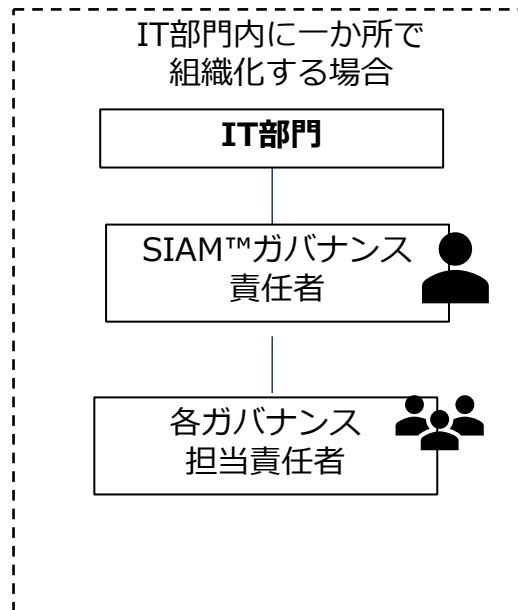 IT部門内に一か所で
組織化する場合
IT部門
SIAM™ガバナンス
責任者
各ガバナンス
担当責任者